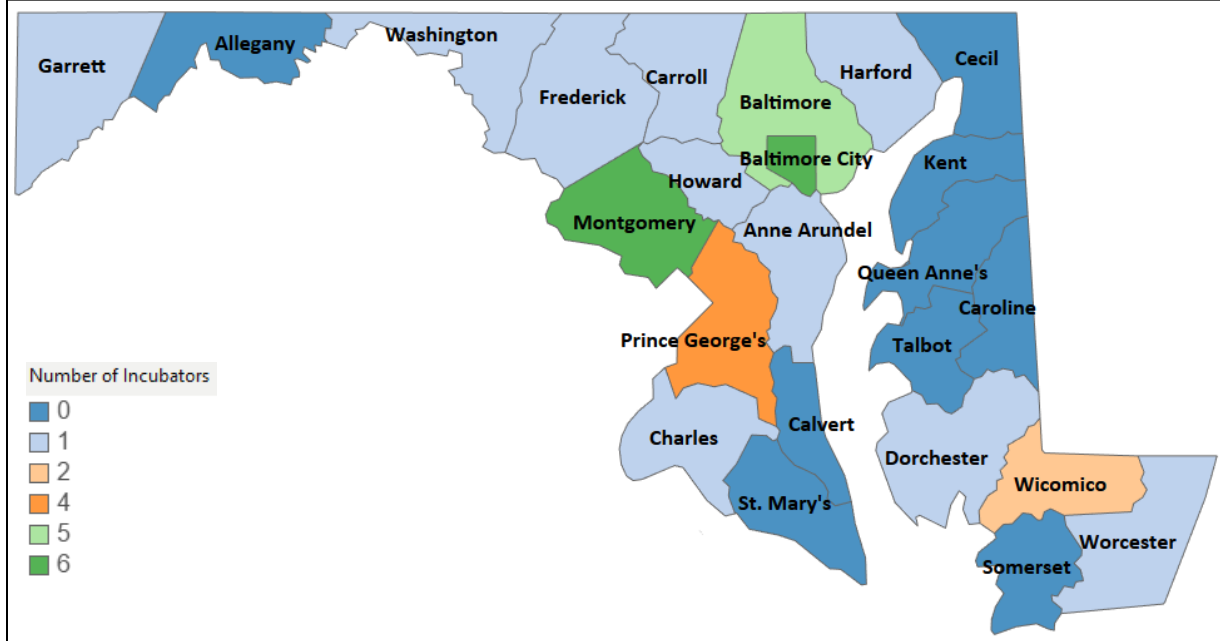 Washington
Allegany
Garrett
Cecil
Harford
Carroll
Frederick
Baltimore
Baltimore City
Kent
Howard
Montgomery
Anne Arundel
Queen Anne's
Caroline
Prince George's
Talbot
Number of Incubators
0
1
2
4
5
6
Calvert
Charles
Dorchester
Wicomico
St. Mary's
Worcester
Somerset